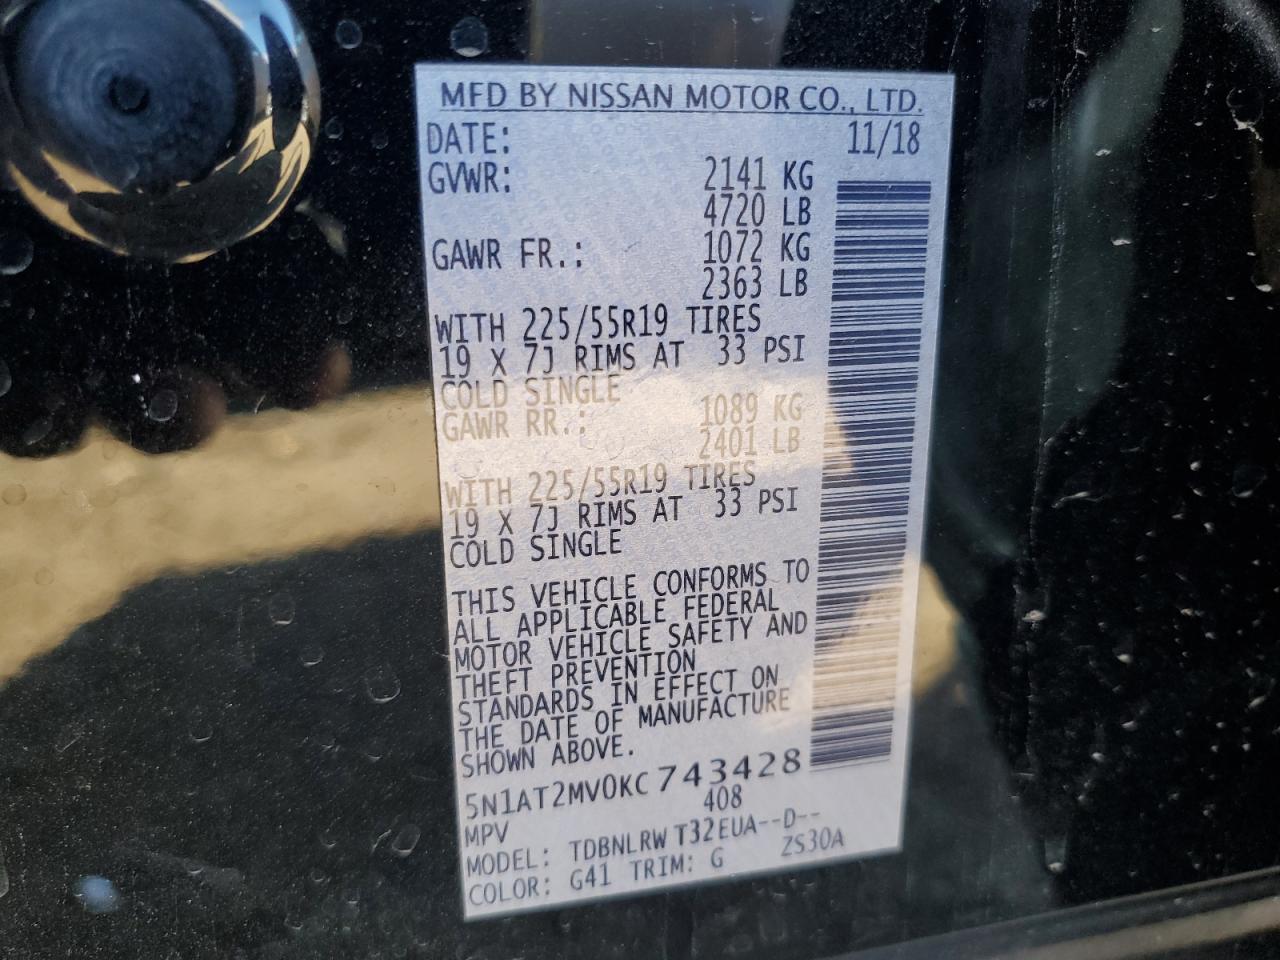 MFD BY NISSAN MOTOR CO., LTD.
DATE: 11/18
GVWR: 2141 KG
4720 LB
GAWR FR.: 1072 KG
2363 LB
WITH 225/55R19 TIRES
19 X 7J RIMS AT 33 PSI
COLD SINGLE
GAWR RR.: 1089 KG
2401 LB
WITH 225/55R19 TIRES
19 X 7J RIMS AT 33 PSI
COLD SINGLE
THIS VEHICLE CONFORMS TO
ALL APPLICABLE FEDERAL
MOTOR VEHICLE SAFETY AND
THEFT PREVENTION
STANDARDS IN EFFECT ON
THE DATE OF MANUFACTURE
SHOWN ABOVE.
5N1AT2MV0KC743428
MPV 408
MODEL: TDBNLRW T32EUA--D--
COLOR: G41 TRIM: G ZS30A